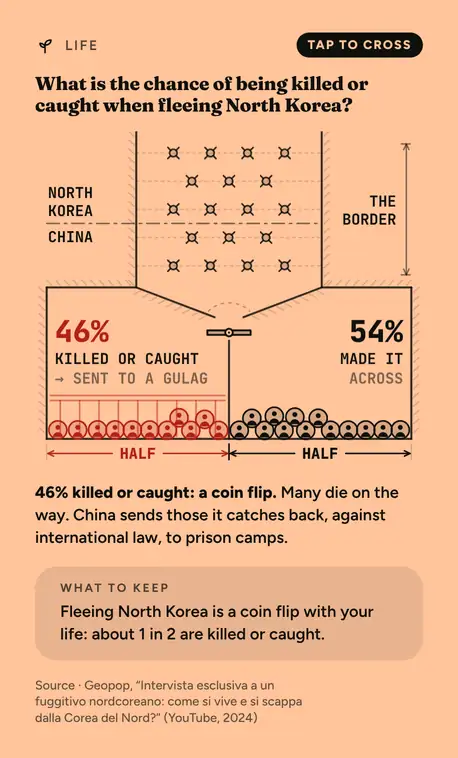 LIFE
TAP TO CROSS
What is the chance of being killed or
caught when fleeing North Korea?
NORTH
KOREA
CHINA
THE
BORDER
46%
KILLED OR CAUGHT
→ SENT TO A GULAG
54%
MADE IT
ACROSS
HALF
HALF
46% killed or caught: a coin flip. Many die on the
way. China sends those it catches back, against
international law, to prison camps.
WHAT TO KEEP
Fleeing North Korea is a coin flip with your
life: about 1 in 2 are killed or caught.
Source · Geopop, “Intervista esclusiva a un
fuggitivo nordcoreano: come si vive e si scappa
dalla Corea del Nord?” (YouTube, 2024)